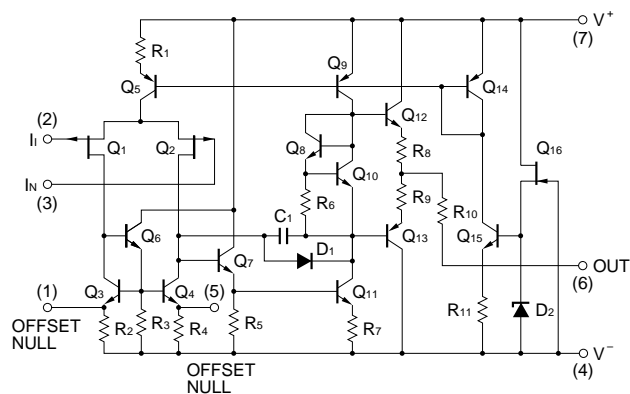 V+
(7)
R1
Q5
Q9
Q14
Q12
(2)
II
Q1
Q2
Q8
R8
Q16
Q10
IN
(3)
R6
R9
R10
C1
Q6
Q13
Q15
D1
Q7
OUT
(6)
Q3
Q4
(5)
Q11
(1)
OFFSET
NULL
R2
R3
R4
R5
R7
R11
D2
V−
(4)
OFFSET
NULL